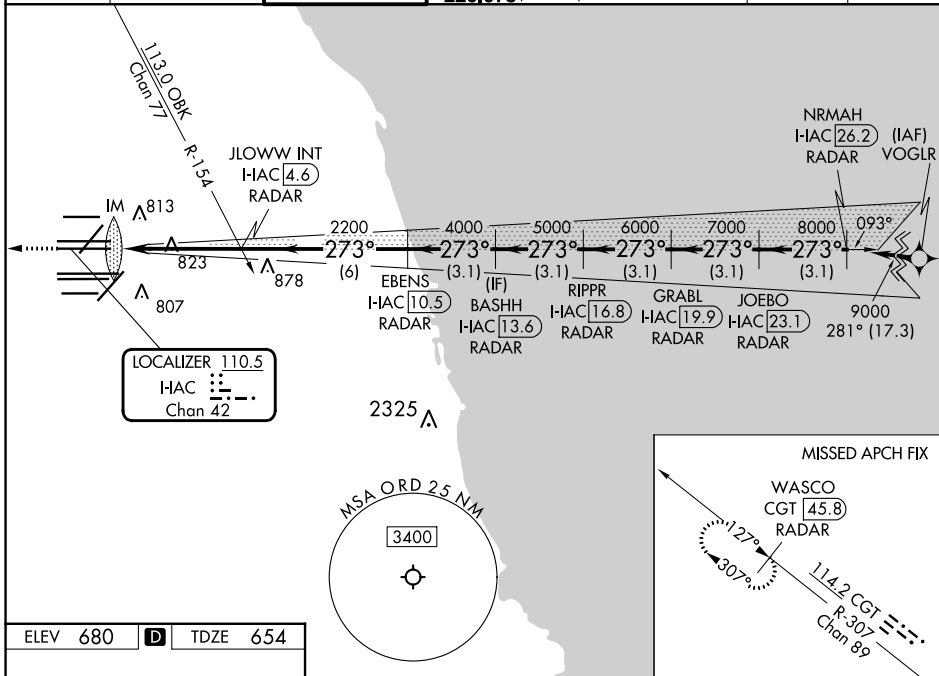 113.0 OBK
Chan 77
R-154
JLOWW INT
I-IAC 4.6
RADAR
NRMAH
I-IAC 26.2
RADAR
(IAF)
VOGLR
IM
813
823
878
807
2200
4000
5000
6000
7000
8000
093°
273°
273°
273°
273°
273°
273°
(6)
(3.1)
(3.1)
(3.1)
(3.1)
(3.1)
EBENS
I-IAC 10.5
RADAR
(IF)
BASHH
I-IAC 13.6
RADAR
RIPPR
I-IAC 16.8
RADAR
GRABL
I-IAC 19.9
RADAR
JOEBO
I-IAC 23.1
RADAR
9000
281° (17.3)
LOCALIZER 110.5
I-IAC
Chan 42
2325
MSA ORD 25 NM
3400
MISSED APCH FIX
WASCO
CGT 45.8
RADAR
127°
307°
114.2 CGT
R-307
Chan 89
ELEV 680 D TDZE 654